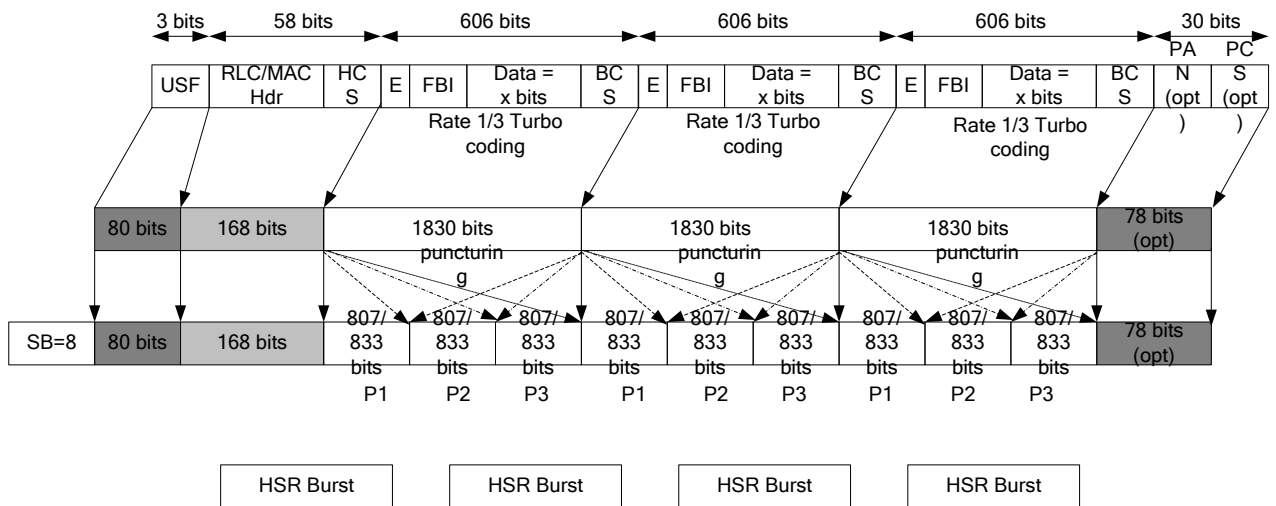 3 bits 58 bits 606 bits 606 bits 606 bits 30 bits
USF
RLC/MAC
Hdr
HC
S
E
FBI
Data =
x bits
BC
S
E
FBI
Data =
x bits
BC
S
E
FBI
Data =
x bits
BC
S
PA
N
(opt
)
PC
S
(opt
)
Rate 1/3 Turbo
coding
Rate 1/3 Turbo
coding
Rate 1/3 Turbo
coding
80 bits
168 bits
1830 bits
puncturin
g
1830 bits
puncturin
g
1830 bits
puncturin
g
78 bits
(opt)
SB=8
80 bits
168 bits
807/
833
bits
P1
807/
833
bits
P2
807/
833
bits
P3
807/
833
bits
P1
807/
833
bits
P2
807/
833
bits
P3
807/
833
bits
P1
807/
833
bits
P2
807/
833
bits
P3
78 bits
(opt)
HSR Burst
HSR Burst
HSR Burst
HSR Burst